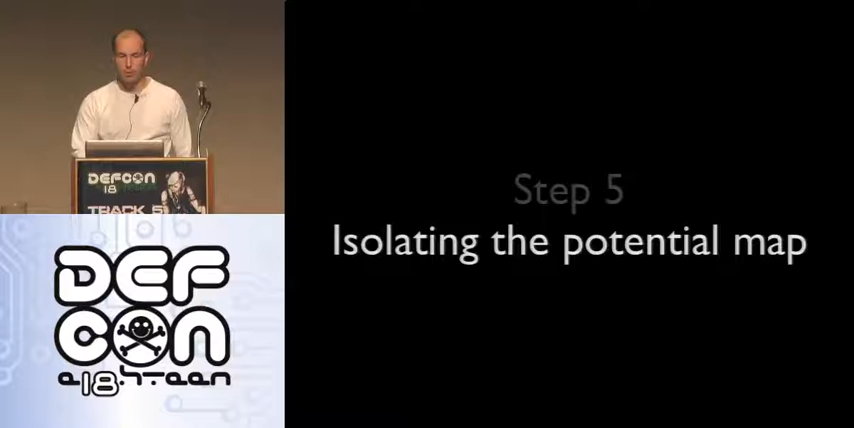 DEFCON
18
TRACK 5
DEF
CON
e18hteen
Step 5
Isolating the potential map